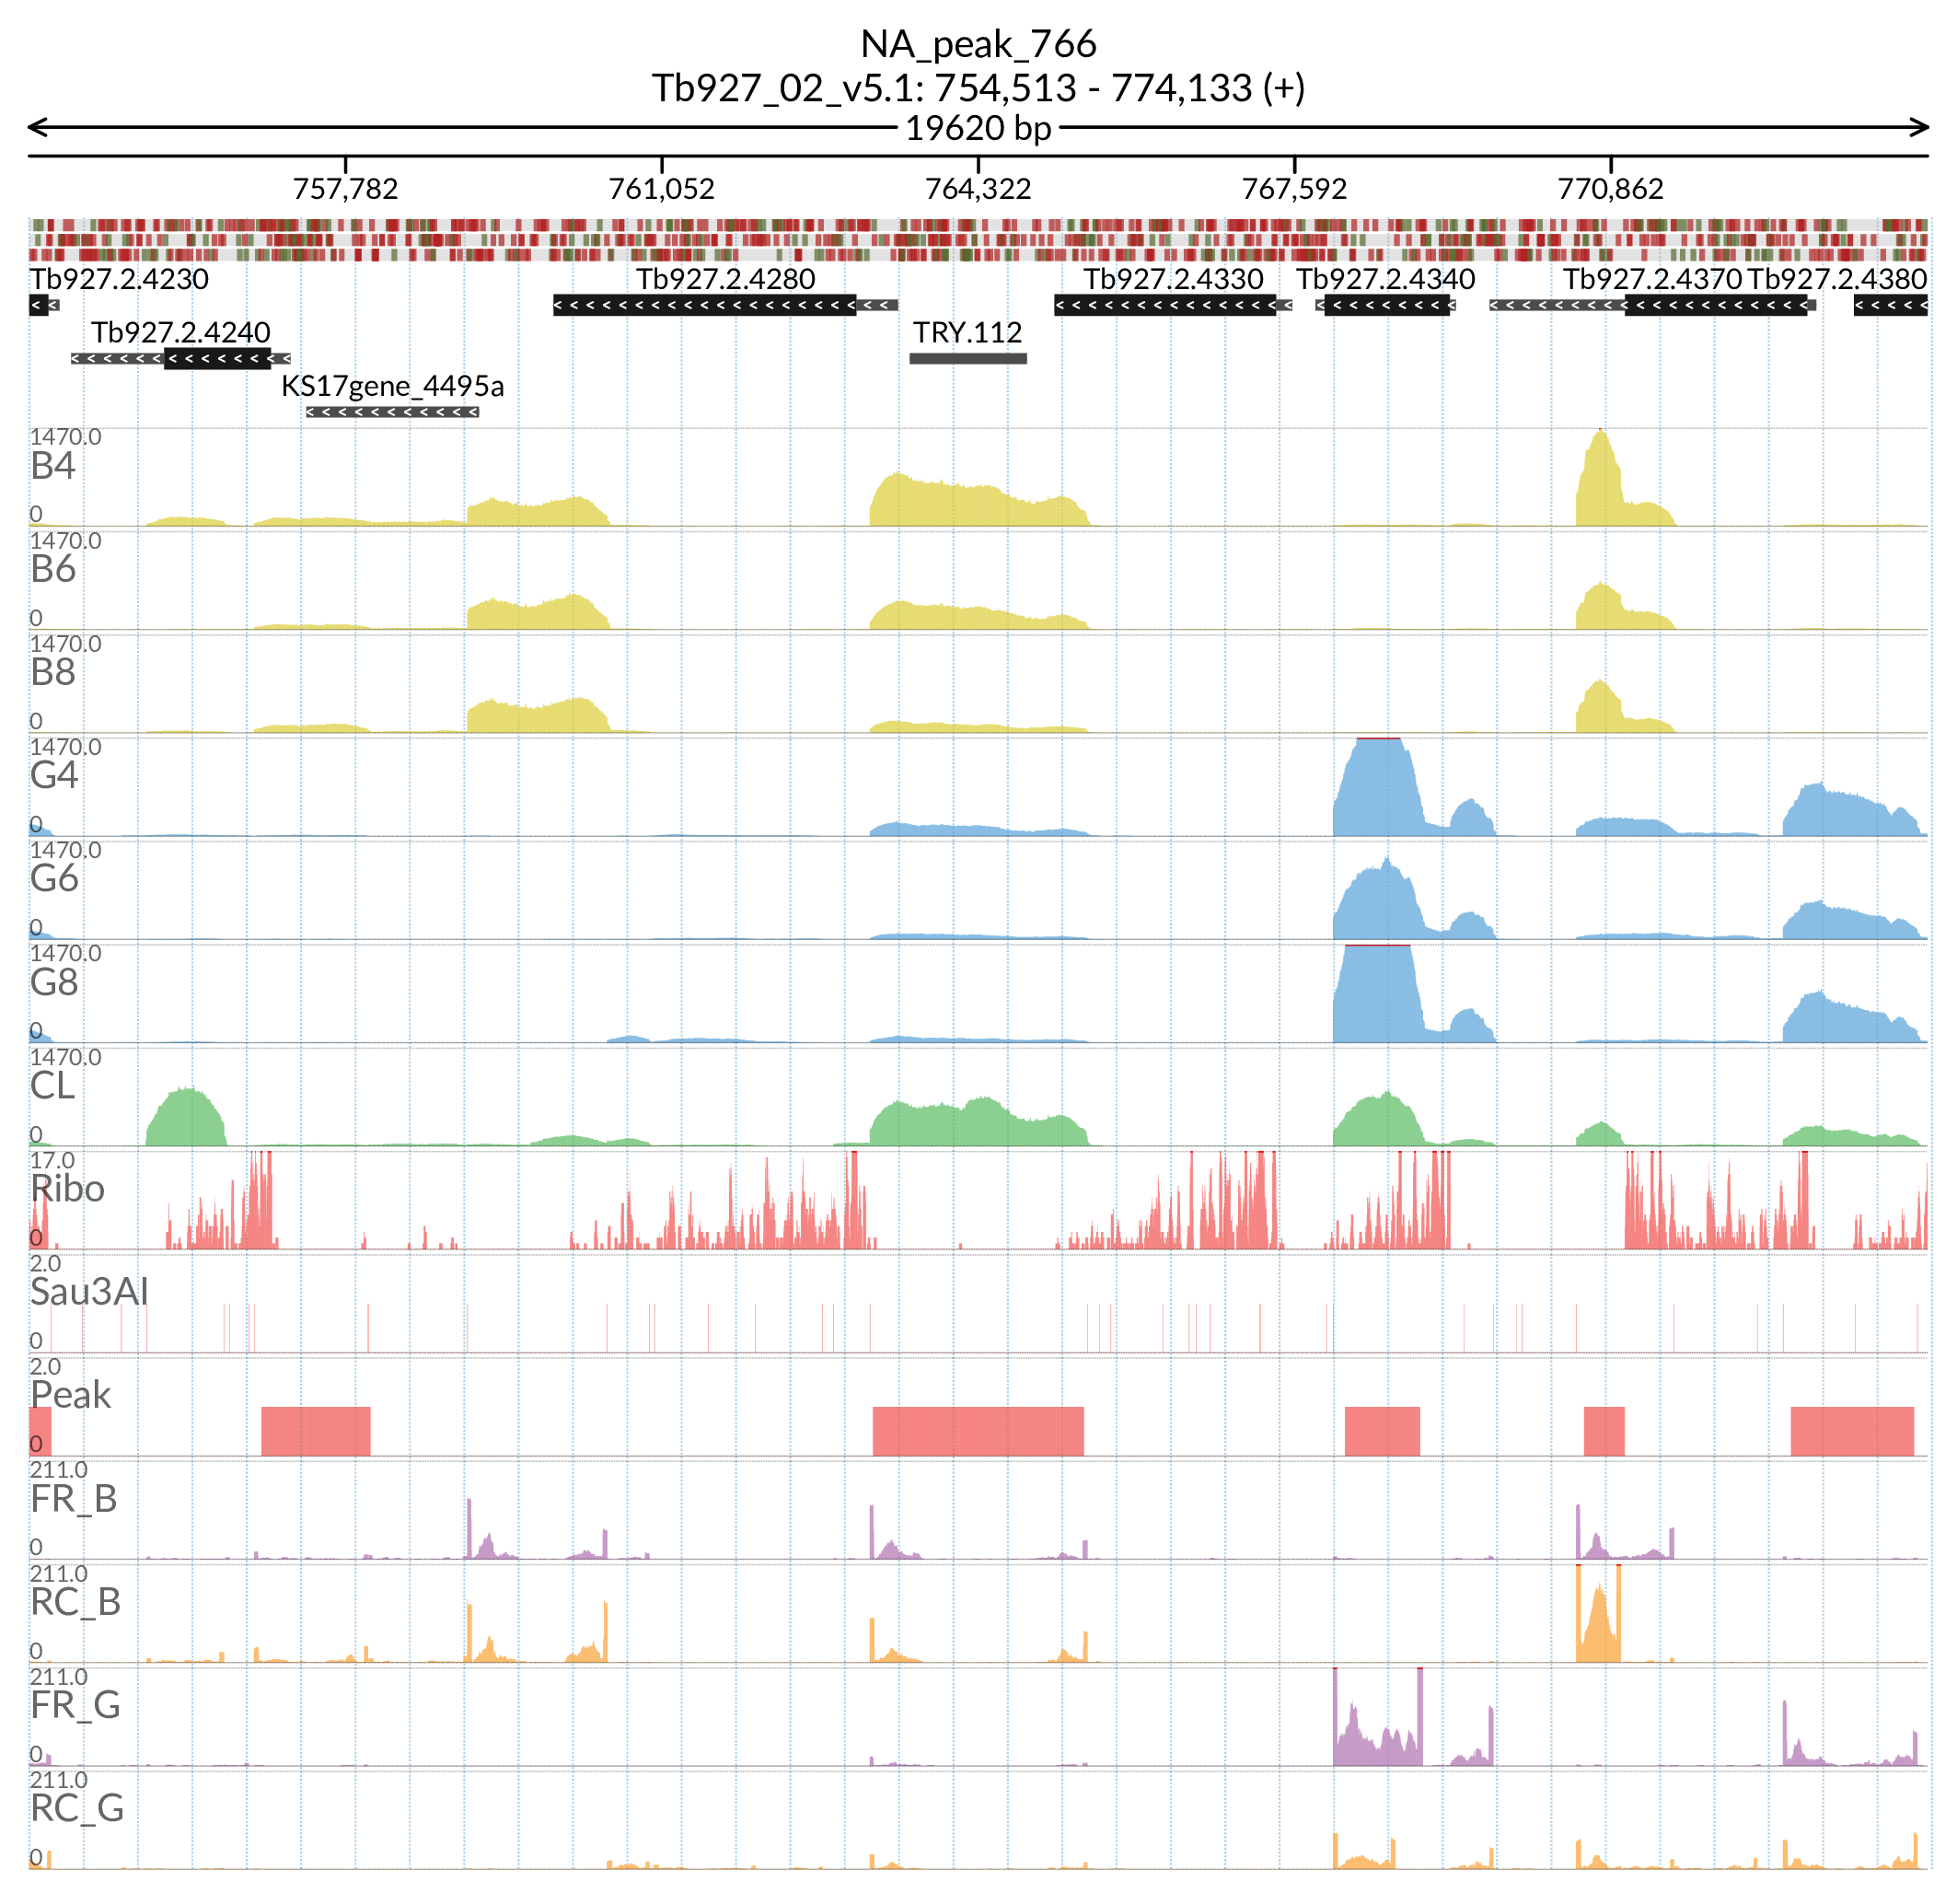 NA_peak_766
Tb927_02_v5.1: 754,513 - 774,133 (+)
19620 bp
757,782 761,052 764,322 767,592 770,862
Tb927.2.4230 Tb927.2.4280 Tb927.2.4330 Tb927.2.4340 Tb927.2.4370 Tb927.2.4380
Tb927.2.4240 TRY.112
KS17gene_4495a
1470.0
B4
0
1470.0
B6
0
1470.0
B8
0
1470.0
G4
0
1470.0
G6
0
1470.0
G8
0
1470.0
CL
0
17.0
Ribo
0
2.0
Sau3AI
0
2.0
Peak
0
211.0
FR_B
0
211.0
RC_B
0
211.0
FR_G
0
211.0
RC_G
0